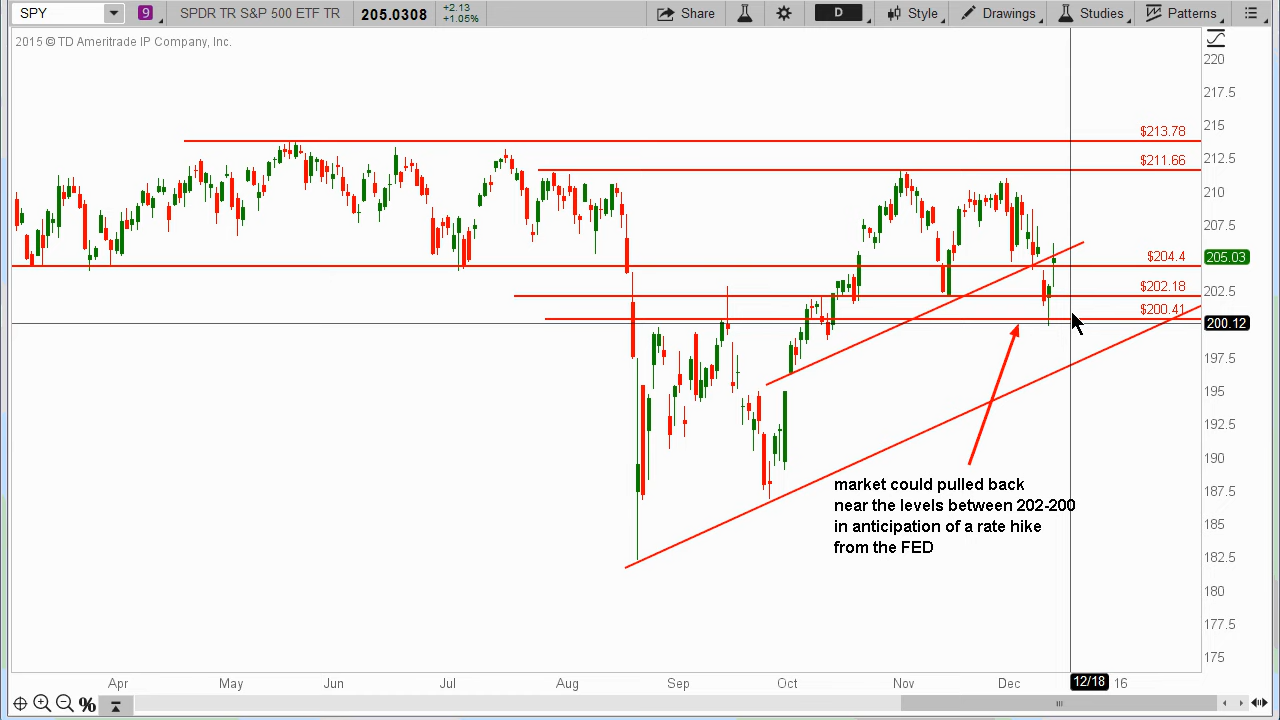 SPY
9
SPDR TR S&P 500 ETF TR
205.0308
+2.13
+1.05%
Share
D
Style
Drawings
Studies
Patterns
2015 © TD Ameritrade IP Company, Inc.
220
217.5
215
$213.78
212.5
$211.66
210
207.5
$204.4
205.03
$202.18
202.5
$200.41
200.12
197.5
195
192.5
190
187.5
185
182.5
180
177.5
175
market could pulled back
near the levels between 202-200
in anticipation of a rate hike
from the FED
Apr
May
Jun
Jul
Aug
Sep
Oct
Nov
Dec
12/18
16
%